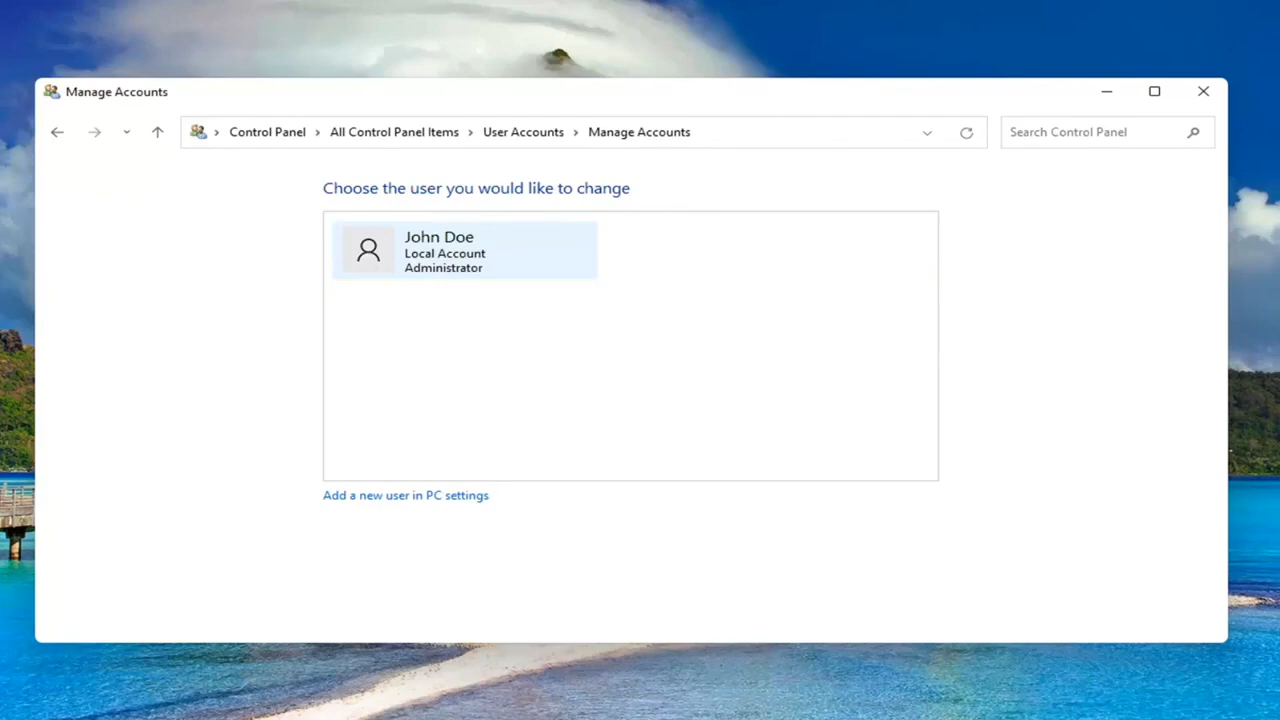 Manage Accounts
Control Panel > All Control Panel Items > User Accounts > Manage Accounts
Search Control Panel
Choose the user you would like to change
John Doe
Local Account
Administrator
Add a new user in PC settings